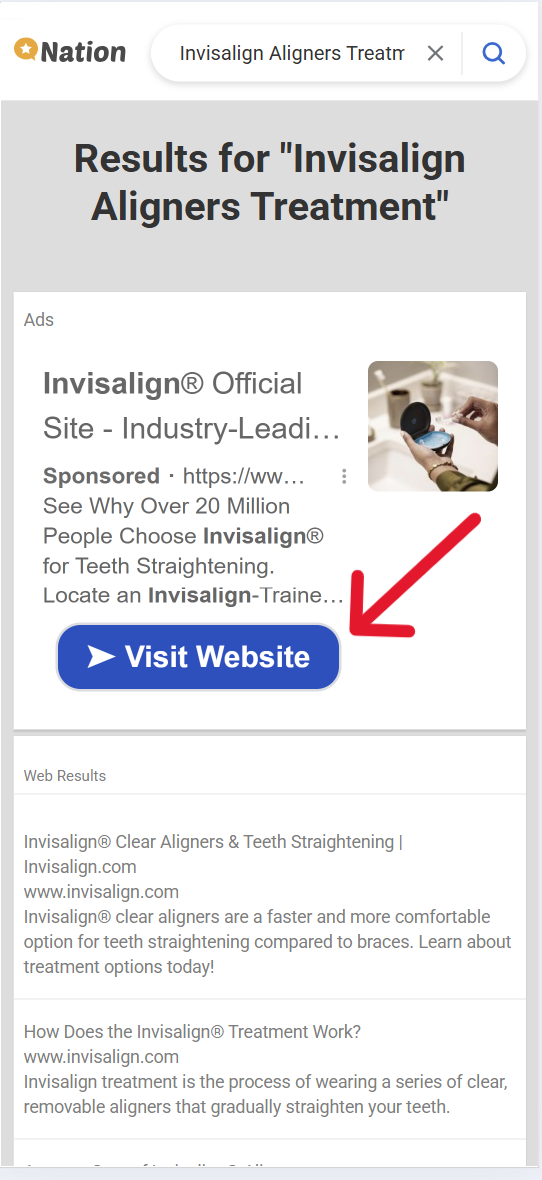 Nation
Invisalign Aligners Treatm
Results for "Invisalign
Aligners Treatment"
Ads
Invisalign® Official
Site - Industry-Leadi...
Sponsored · https://ww...
See Why Over 20 Million
People Choose Invisalign®
for Teeth Straightening.
Locate an Invisalign-Traine...
Visit Website
Web Results
Invisalign® Clear Aligners & Teeth Straightening |
Invisalign.com
www.invisalign.com
Invisalign® clear aligners are a faster and more comfortable
option for teeth straightening compared to braces. Learn about
treatment options today!
How Does the Invisalign® Treatment Work?
www.invisalign.com
Invisalign treatment is the process of wearing a series of clear,
removable aligners that gradually straighten your teeth.